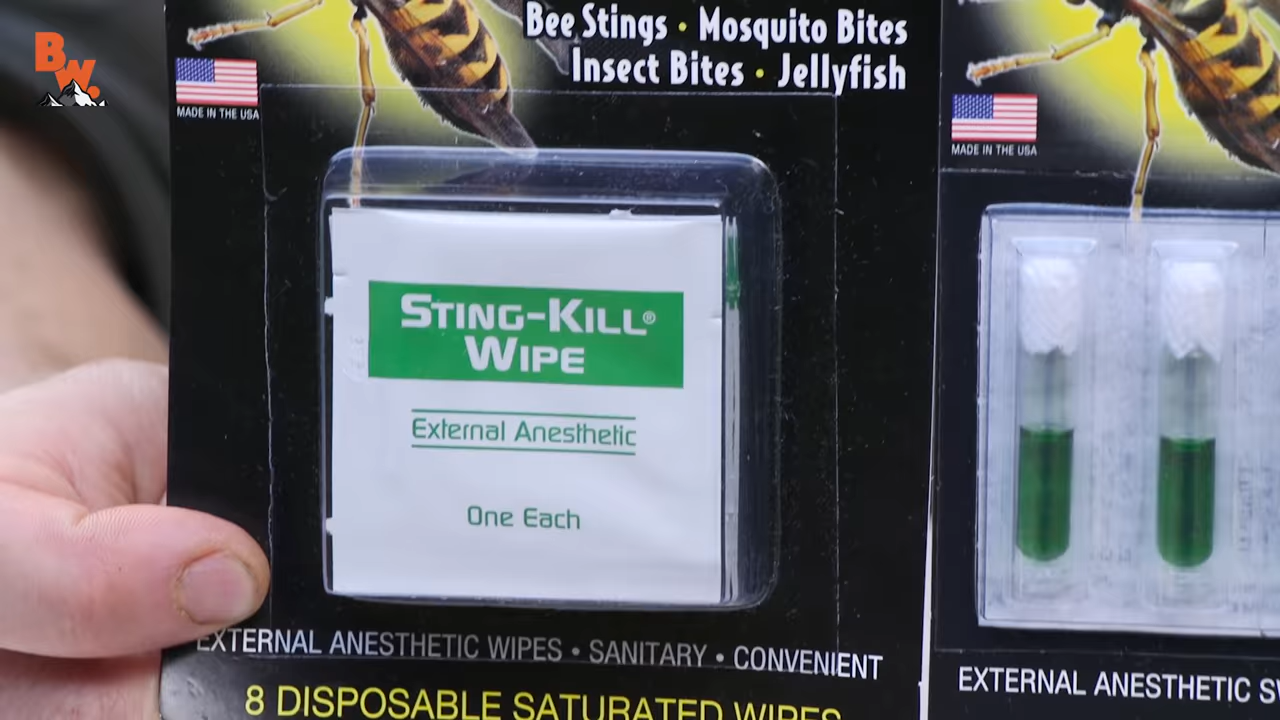 BW.
Bee Stings • Mosquito Bites
Insect Bites • Jellyfish
MADE IN THE USA
MADE IN THE USA
STING-KILL®
WIPE
External Anesthetic
One Each
EXTERNAL ANESTHETIC WIPES • SANITARY • CONVENIENT
8 DISPOSABLE SATURATED WIPES
EXTERNAL ANESTHETIC